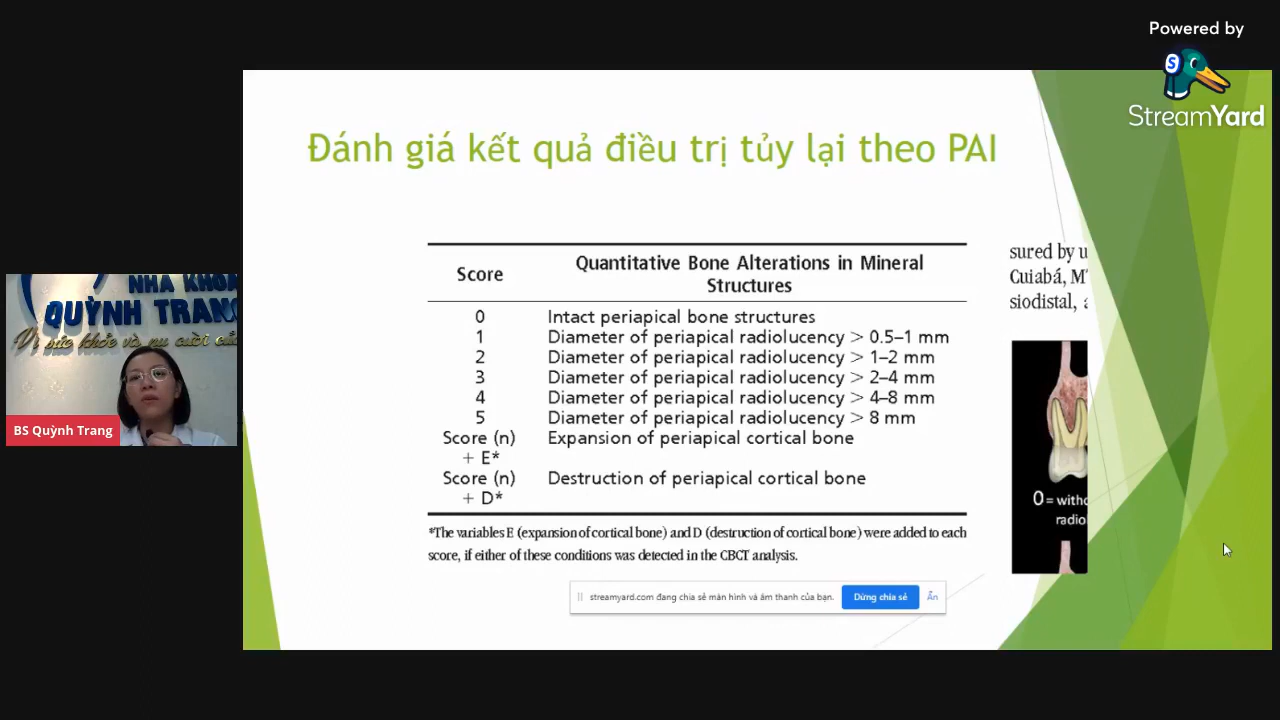 Powered by
StreamYard
Đánh giá kết quả điều trị tủy lại theo PAI
Score
Quantitative Bone Alterations in Mineral
Structures
0 Intact periapical bone structures
1 Diameter of periapical radiolucency > 0.5–1 mm
2 Diameter of periapical radiolucency > 1–2 mm
3 Diameter of periapical radiolucency > 2–4 mm
4 Diameter of periapical radiolucency > 4–8 mm
5 Diameter of periapical radiolucency > 8 mm
Score (n) Expansion of periapical cortical bone
+ E*
Score (n) Destruction of periapical cortical bone
+ D*
*The variables E (expansion of cortical bone) and D (destruction of cortical bone) were added to each
score, if either of these conditions was detected in the CBCT analysis.
sured by u
Cuiabá, M
siodistal, a
0 = witho
radio
NHA KHOA
QUỲNH TRANG
Vì sức khỏe và nụ cười của
BS Quỳnh Trang
streamyard.com đang chia sẻ màn hình và âm thanh của bạn.
Dừng chia sẻ
Ẩn